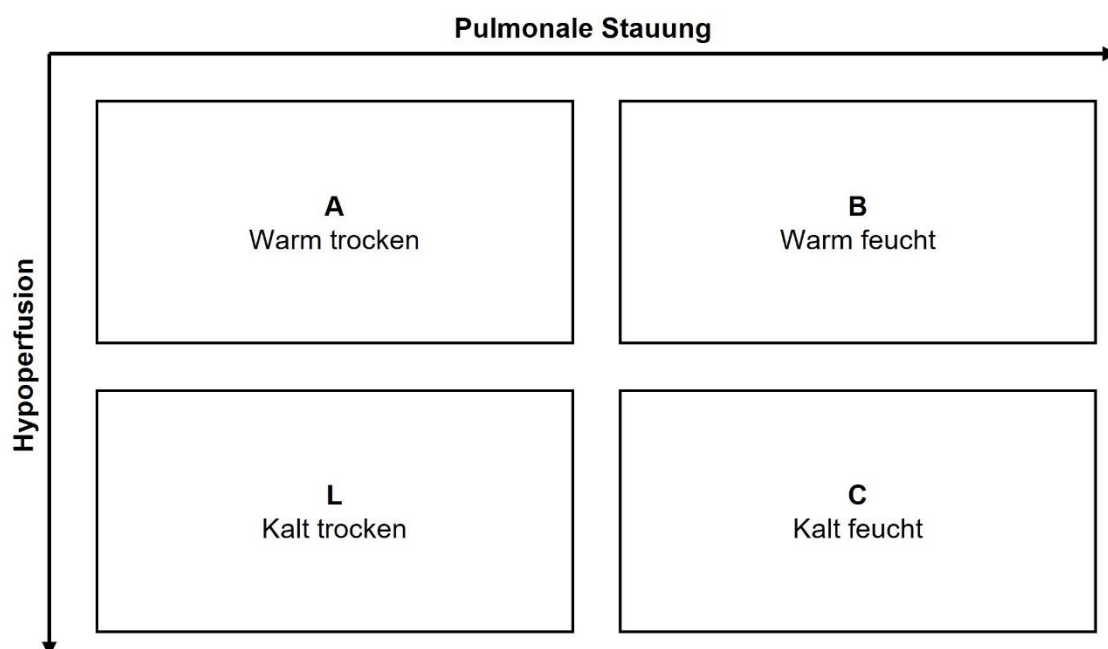 Pulmonale Stauung
Hypoperfusion
A
Warm trocken
B
Warm feucht
L
Kalt trocken
C
Kalt feucht